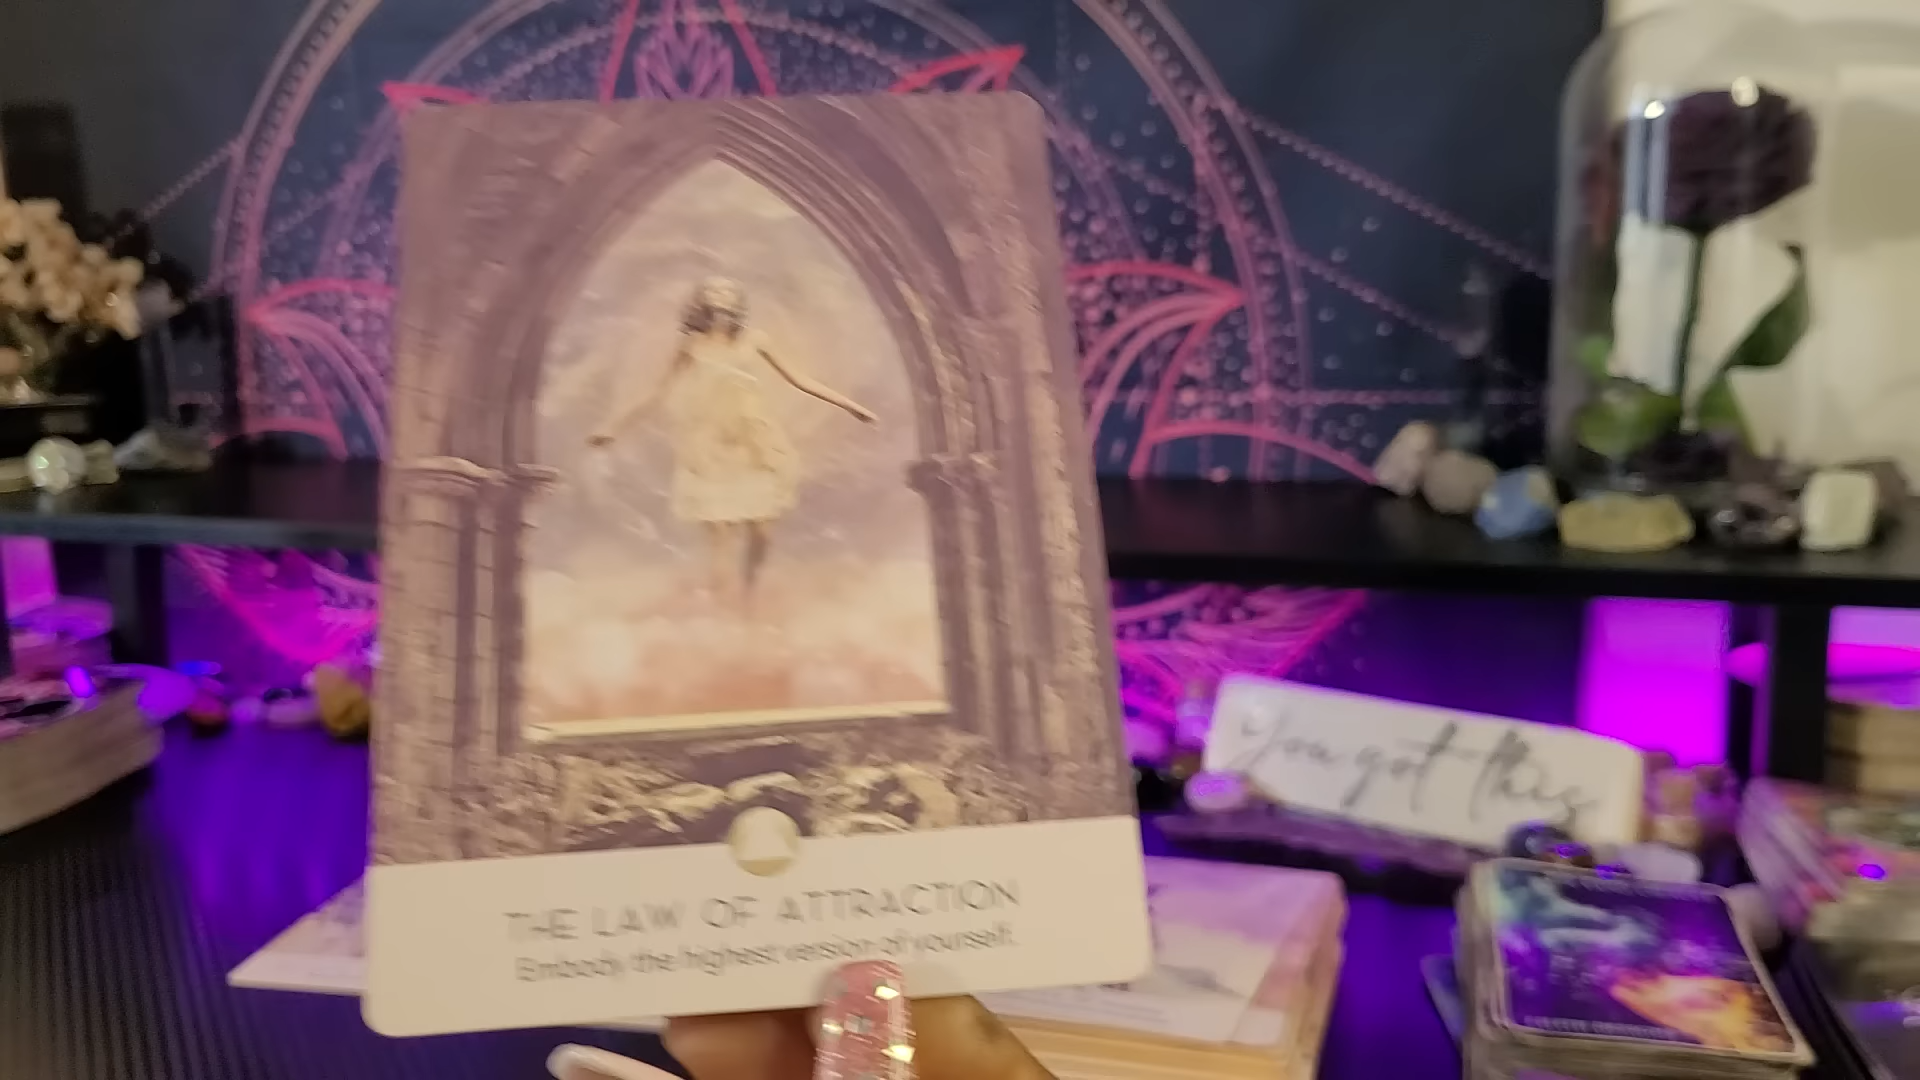 THE LAW OF ATTRACTION
Embody the highest version of yourself.
You got this